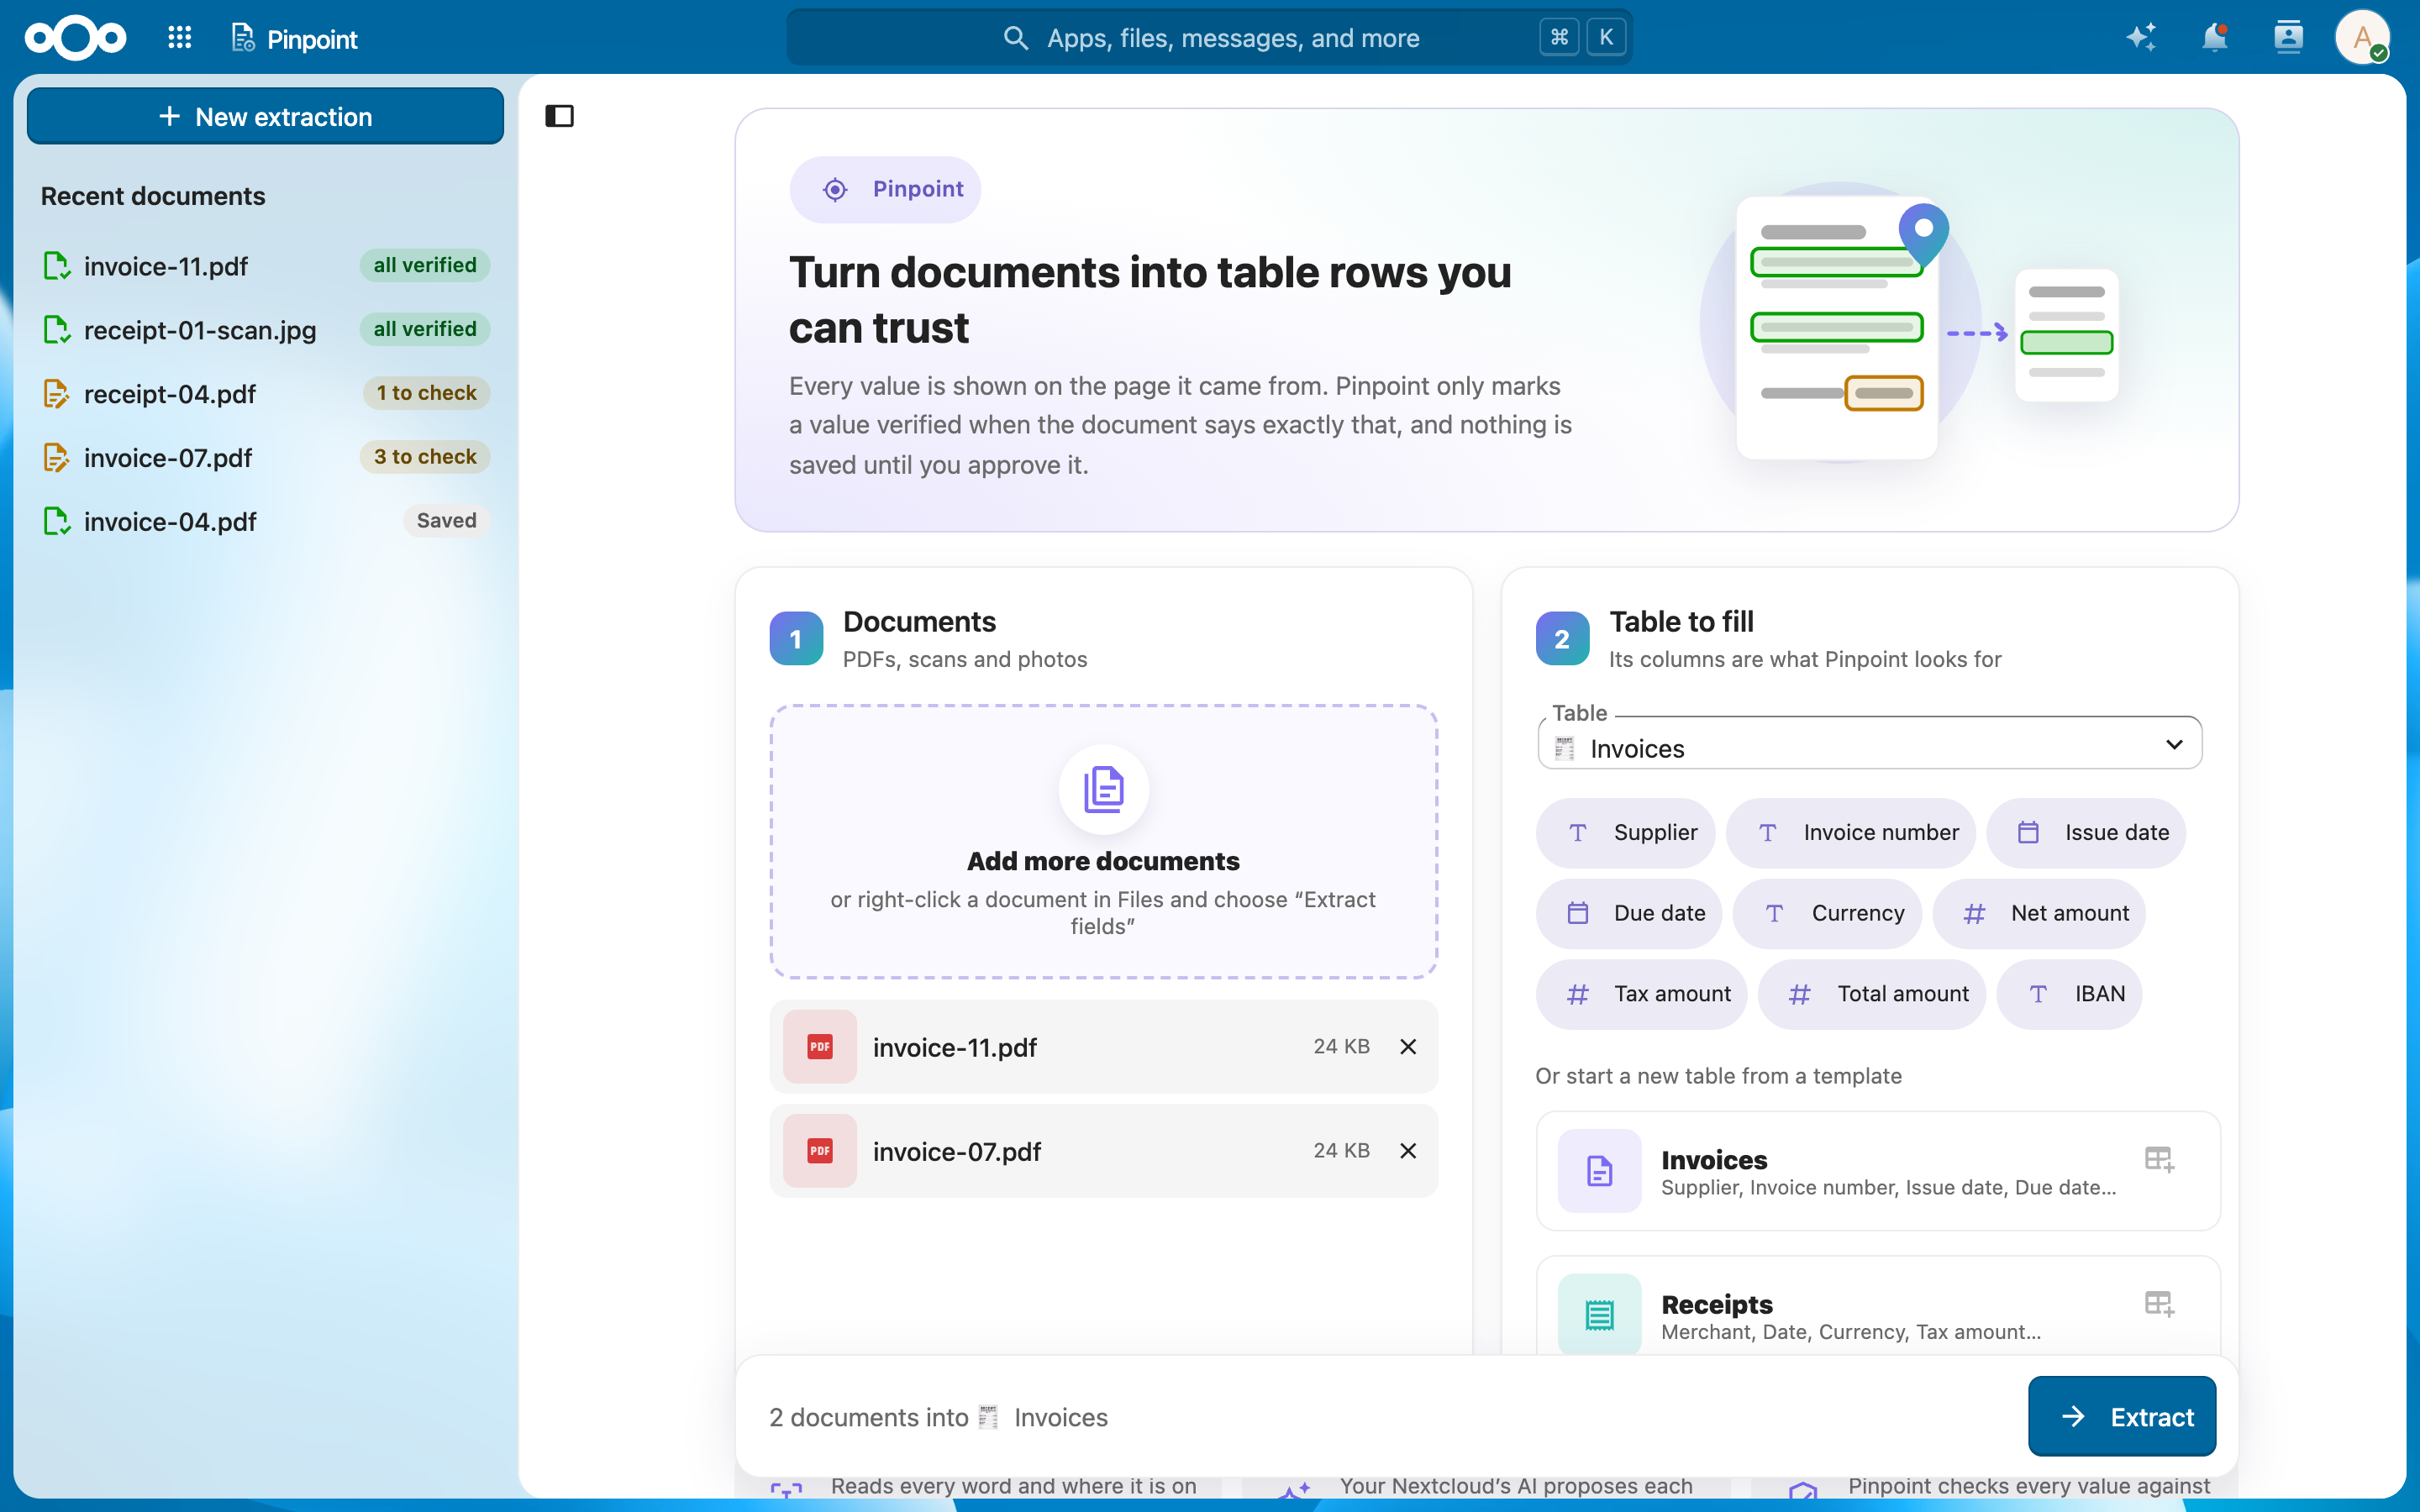 Pinpoint
Apps, files, messages, and more
⌘ K
A
New extraction
Recent documents
invoice-11.pdf
all verified
receipt-01-scan.jpg
all verified
receipt-04.pdf
1 to check
invoice-07.pdf
3 to check
invoice-04.pdf
Saved
Pinpoint
Turn documents into table rows you
can trust
Every value is shown on the page it came from. Pinpoint only marks
a value verified when the document says exactly that, and nothing is
saved until you approve it.
1
Documents
PDFs, scans and photos
Add more documents
or right-click a document in Files and choose “Extract
fields”
PDF
invoice-11.pdf
24 KB
PDF
invoice-07.pdf
24 KB
2
Table to fill
Its columns are what Pinpoint looks for
Table
Invoices
Supplier
Invoice number
Issue date
Due date
Currency
Net amount
Tax amount
Total amount
IBAN
Or start a new table from a template
Invoices
Supplier, Invoice number, Issue date, Due date...
Receipts
Merchant, Date, Currency, Tax amount...
2 documents into Invoices
Extract
Reads every word and where it is on
Your Nextcloud’s AI proposes each
Pinpoint checks every value against